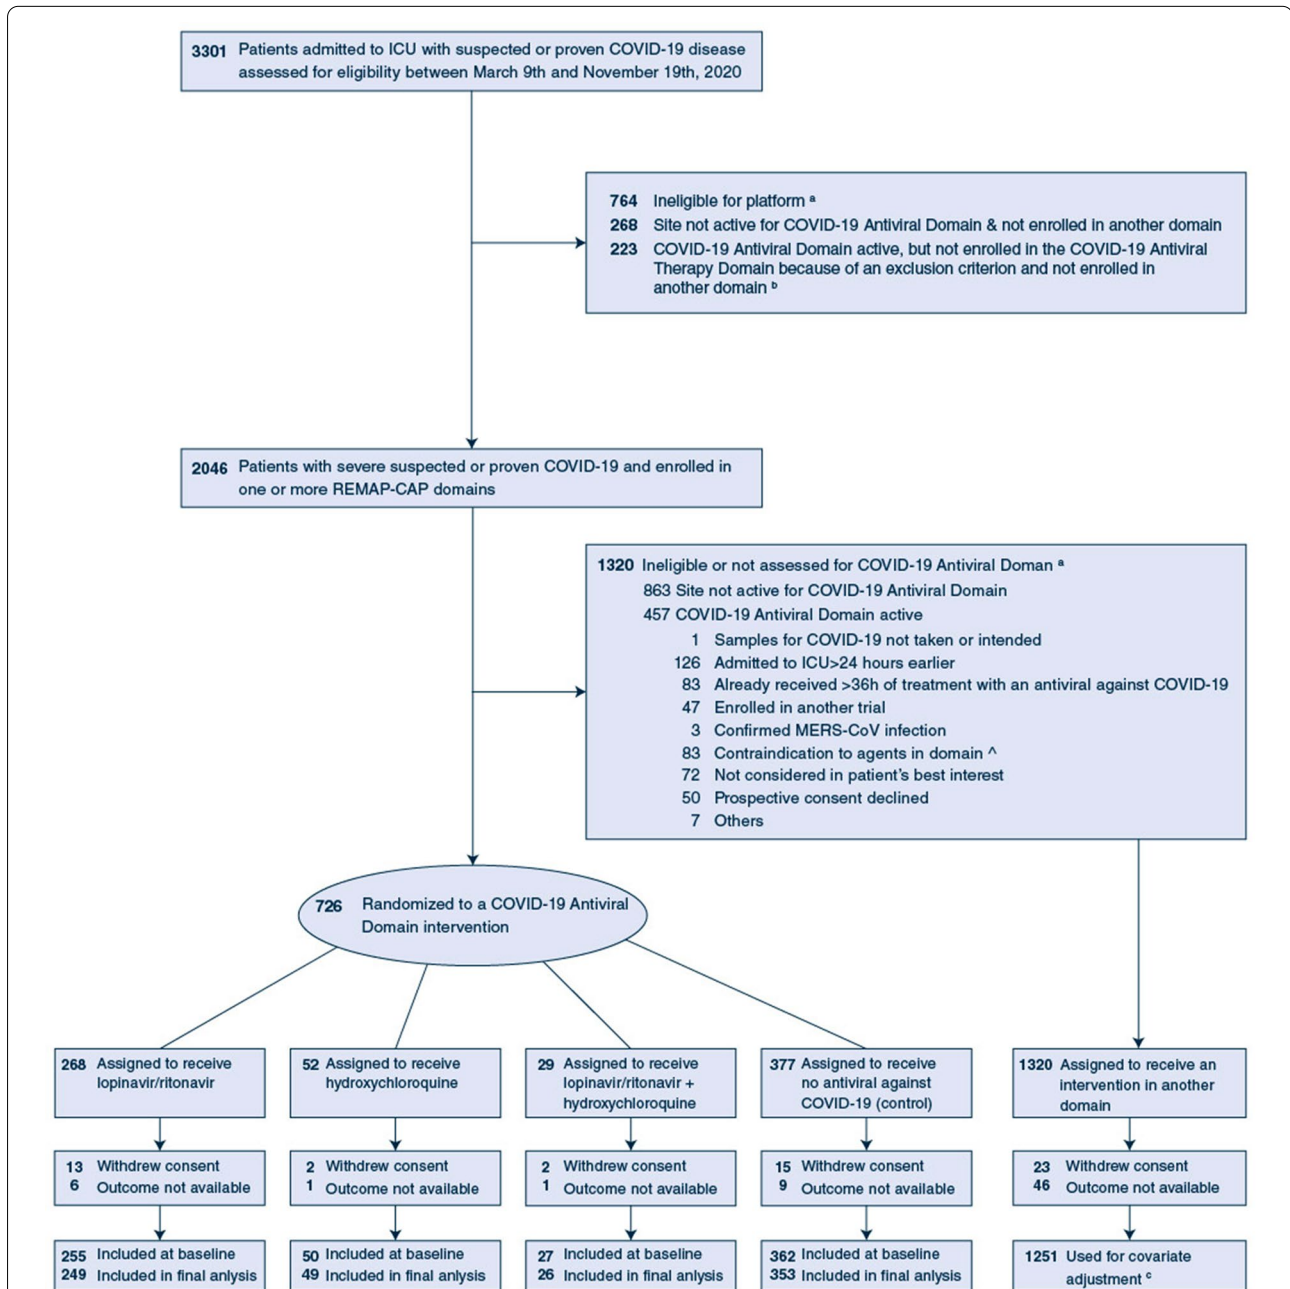 3301 Patients admitted to ICU with suspected or proven COVID-19 disease
assessed for eligibility between March 9th and November 19th, 2020
764 Ineligible for platform a
268 Site not active for COVID-19 Antiviral Domain & not enrolled in another domain
223 COVID-19 Antiviral Domain active, but not enrolled in the COVID-19 Antiviral
Therapy Domain because of an exclusion criterion and not enrolled in
another domain b
2046 Patients with severe suspected or proven COVID-19 and enrolled in
one or more REMAP-CAP domains
1320 Ineligible or not assessed for COVID-19 Antiviral Doman a
863 Site not active for COVID-19 Antiviral Domain
457 COVID-19 Antiviral Domain active
1 Samples for COVID-19 not taken or intended
126 Admitted to ICU>24 hours earlier
83 Already received >36h of treatment with an antiviral against COVID-19
47 Enrolled in another trial
3 Confirmed MERS-CoV infection
83 Contraindication to agents in domain ^
72 Not considered in patient's best interest
50 Prospective consent declined
7 Others
726 Randomized to a COVID-19 Antiviral
Domain intervention
268 Assigned to receive
lopinavir/ritonavir
52 Assigned to receive
hydroxychloroquine
29 Assigned to receive
lopinavir/ritonavir +
hydroxychloroquine
377 Assigned to receive
no antiviral against
COVID-19 (control)
1320 Assigned to receive an
intervention in another
domain
13 Withdrew consent
6 Outcome not available
2 Withdrew consent
1 Outcome not available
2 Withdrew consent
1 Outcome not available
15 Withdrew consent
9 Outcome not available
23 Withdrew consent
46 Outcome not available
255 Included at baseline
249 Included in final anlysis
50 Included at baseline
49 Included in final anlysis
27 Included at baseline
26 Included in final anlysis
362 Included at baseline
353 Included in final anlysis
1251 Used for covariate
adjustment c